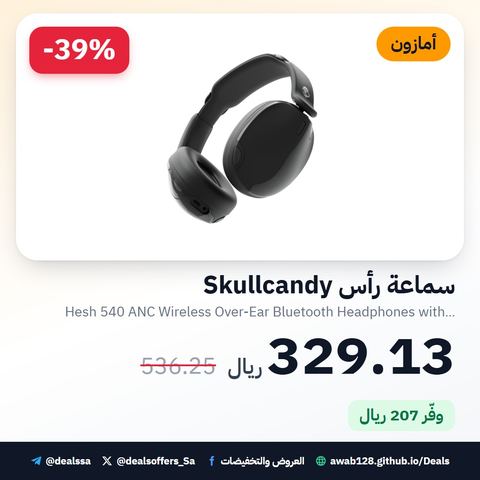 -39%
أمازون
سماعة رأس Skullcandy
Hesh 540 ANC Wireless Over-Ear Bluetooth Headphones with...
329.13 ريال 536.25
وفّر 207 ريال
awab128.github.io/Deals العروض والتخفيضات @dealsoffers_Sa @dealssa